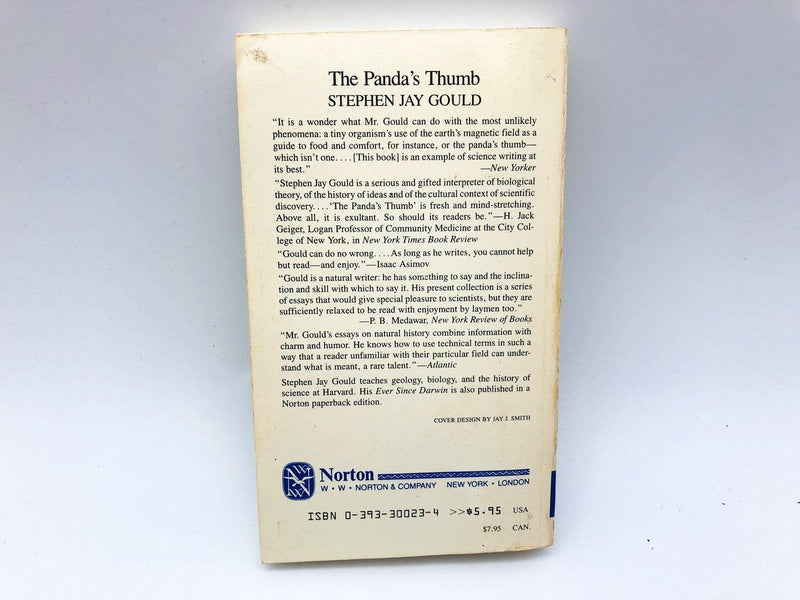 The Panda's Thumb
STEPHEN JAY GOULD
"It is a wonder what Mr. Gould can do with the most unlikely
phenomena: a tiny organism's use of the earth's magnetic field as a
guide to food and comfort, for instance, or the panda's thumb—
which isn't one. . . . [This book] is an example of science writing at
its best." —New Yorker
"Stephen Jay Gould is a serious and gifted interpreter of biological
theory, of the history of ideas and of the cultural context of scientific
discovery. . . . 'The Panda's Thumb' is fresh and mind-stretching.
Above all, it is exultant. So should its readers be."—H. Jack
Geiger, Logan Professor of Community Medicine at the City Col-
lege of New York, in New York Times Book Review
"Gould can do no wrong. . . . As long as he writes, you cannot help
but read—and enjoy."—Isaac Asimov
"Gould is a natural writer: he has something to say and the inclina-
tion and skill with which to say it. His present collection is a series
of essays that would give special pleasure to scientists, but they are
sufficiently relaxed to be read with enjoyment by laymen too."
—P. B. Medawar, New York Review of Books
"Mr. Gould's essays on natural history combine information with
charm and humor. He knows how to use technical terms in such a
way that a reader unfamiliar with their particular field can under-
stand what is meant, a rare talent."—Atlantic
Stephen Jay Gould teaches geology, biology, and the history of
science at Harvard. His Ever Since Darwin is also published in a
Norton paperback edition.
COVER DESIGN BY JAY J. SMITH
Norton
W • W • NORTON & COMPANY NEW YORK • LONDON
ISBN 0-393-30023-4 >>$5.95 USA
$7.95 CAN.